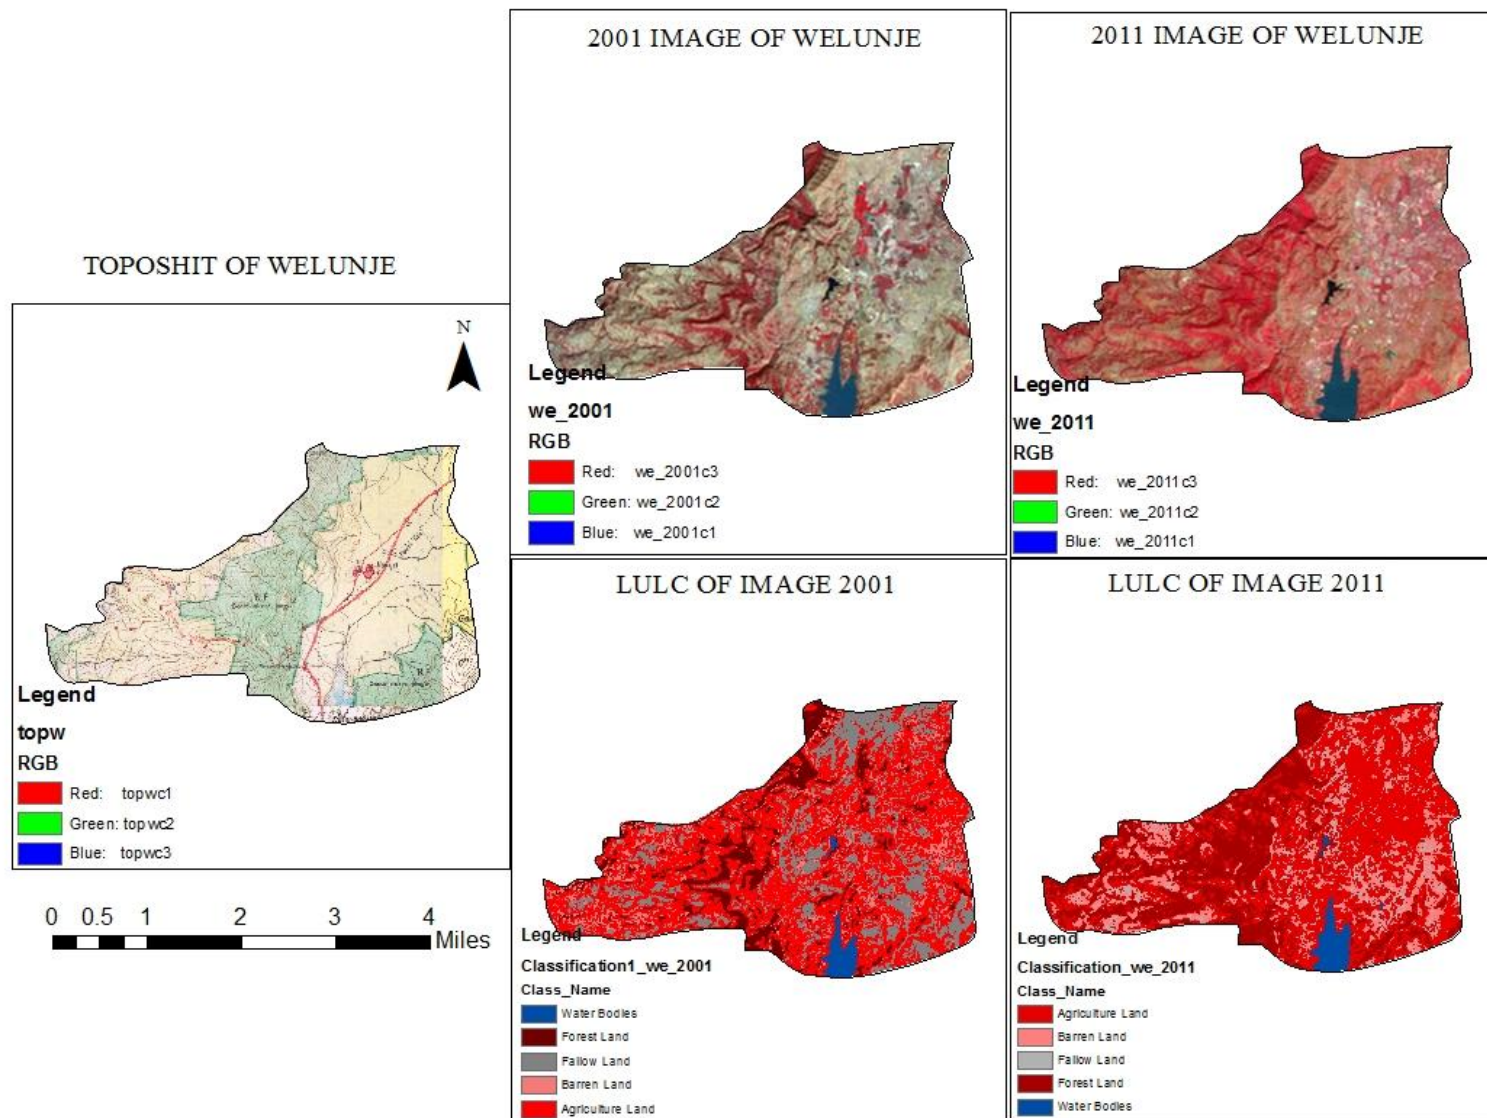 TOPOSHIT OF WELUNJE
N
Legend
topw
RGB
Red: topwc1
Green: topwc2
Blue: topwc3
0 0.5 1 2 3 4
Miles
2001 IMAGE OF WELUNJE
Legend
we_2001
RGB
Red: we_2001c3
Green: we_2001c2
Blue: we_2001c1
2011 IMAGE OF WELUNJE
Legend
we_2011
RGB
Red: we_2011c3
Green: we_2011c2
Blue: we_2011c1
LULC OF IMAGE 2001
Legend
Classification1_we_2001
Class_Name
Water Bodies
Forest Land
Fallow Land
Barren Land
Agriculture Land
LULC OF IMAGE 2011
Legend
Classification_we_2011
Class_Name
Agriculture Land
Barren Land
Fallow Land
Forest Land
Water Bodies